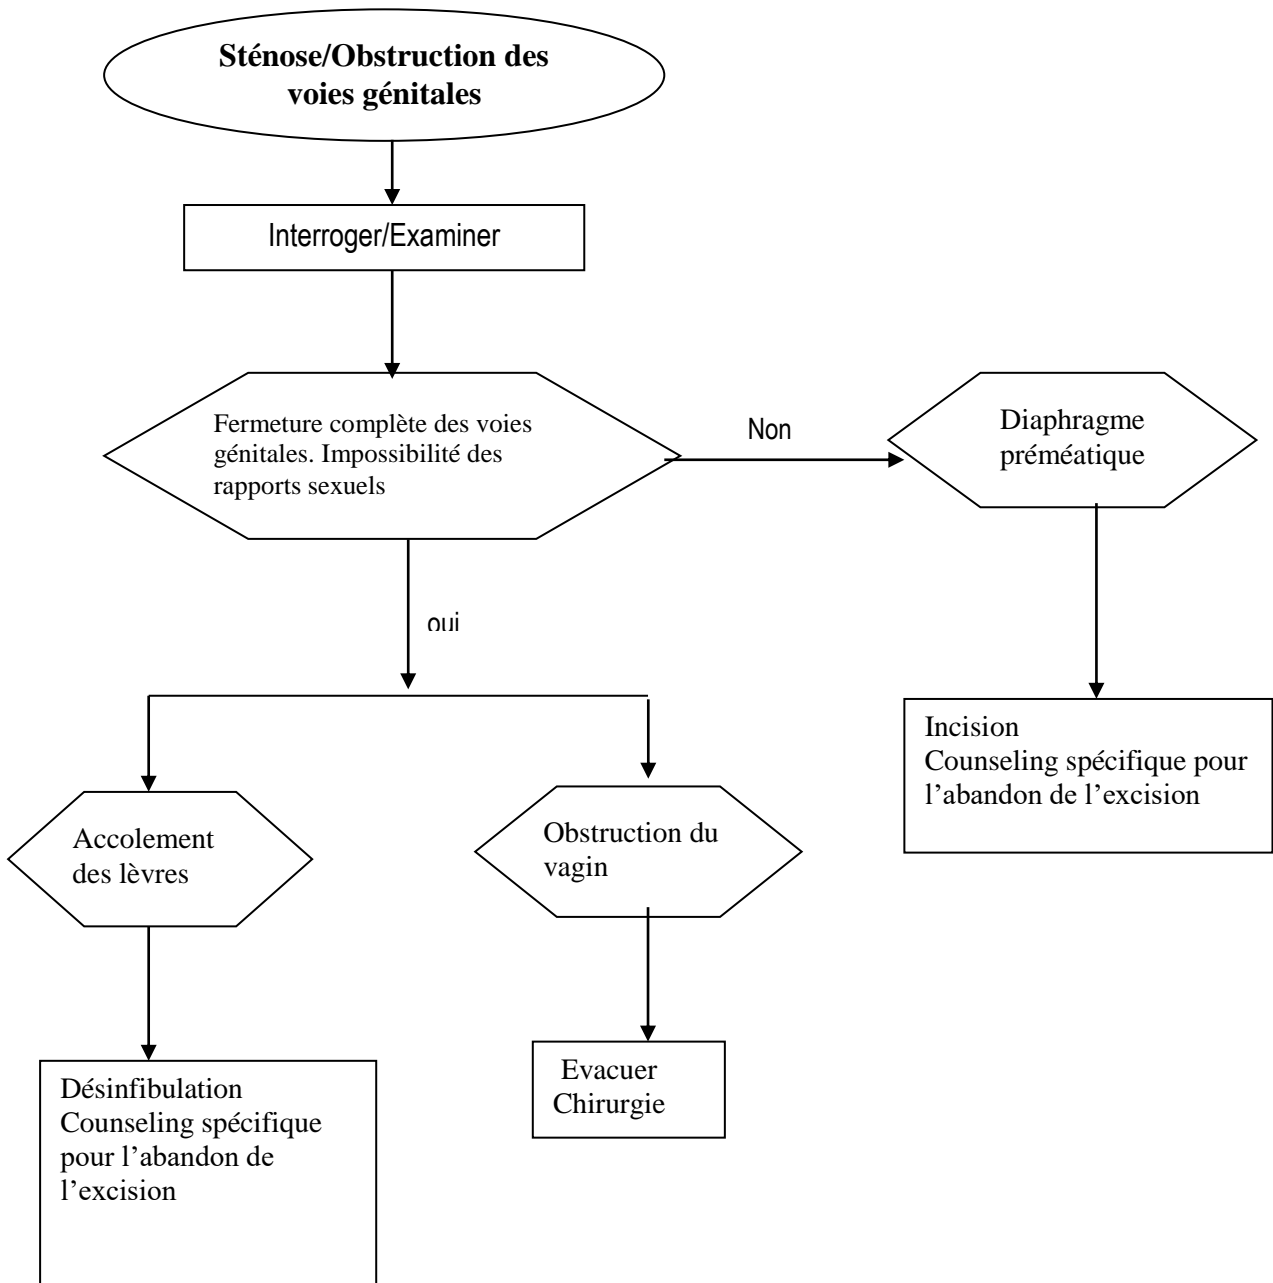 Sténose/Obstruction des
voies génitales
Interroger/Examiner
Fermeture complète des voies
génitales. Impossibilité des
rapports sexuels
Non
Diaphragme
préméatique
oui
Incision
Counseling spécifique pour
l’abandon de l’excision
Accolement
des lèvres
Obstruction du
vagin
Evacuer
Chirurgie
Désinfibulation
Counseling spécifique
pour l’abandon de
l’excision